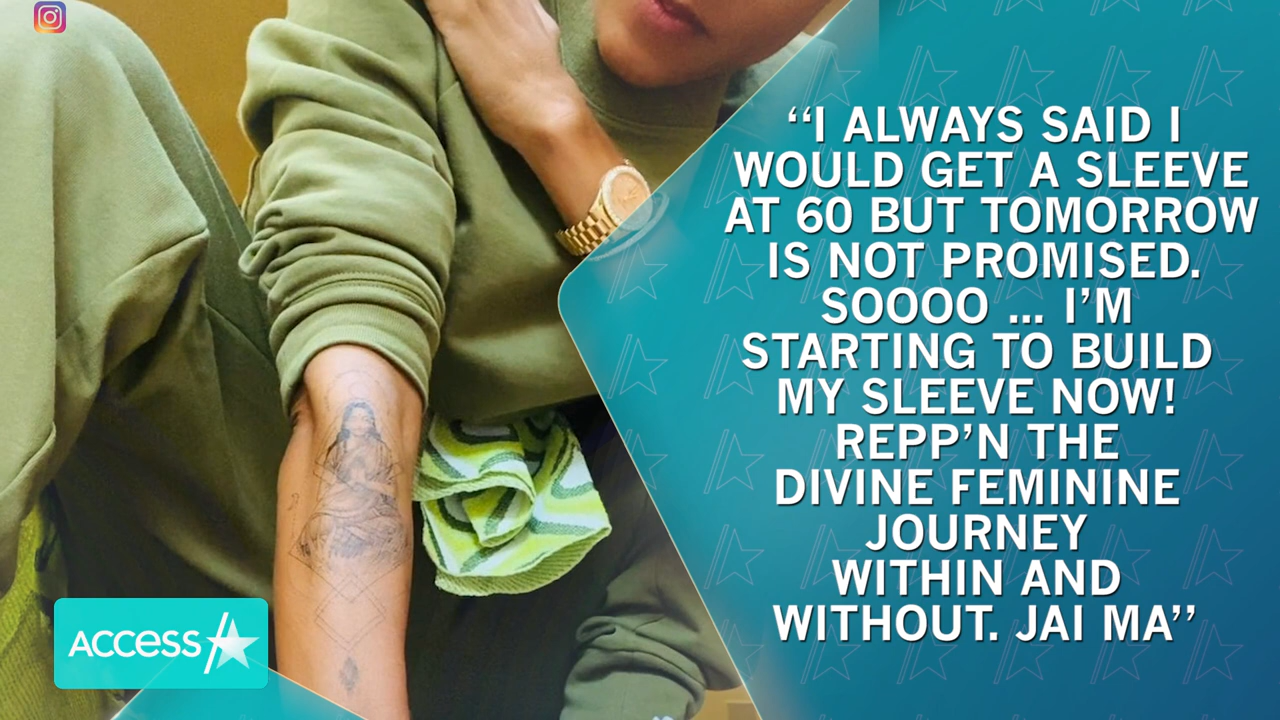 “I ALWAYS SAID I
WOULD GET A SLEEVE
AT 60 BUT TOMORROW
IS NOT PROMISED.
SOOOO ... I’M
STARTING TO BUILD
MY SLEEVE NOW!
REPP’N THE
DIVINE FEMININE
JOURNEY
WITHIN AND
WITHOUT. JAI MA”
ACCESS